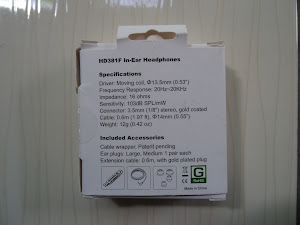 HD381F In-Ear Headphones
Specifications
Driver: Moving coil, Φ13.5mm (0.53")
Frequency Response: 20Hz~20KHz
Impedance: 16 ohms
Sensitivity: 103dB SPL/mW
Connector: 3.5mm (1/8") stereo, gold coated
Cable: 0.6m (1.97 ft), Φ14mm (0.55")
Weight: 12g (0.42 oz)
Included Accessories
Cable wrapper, Patent pending
Ear plugs: Large, Medium 1 pair each
Extension cable: 0.6m, with gold plated plug
G
RoHS
Made in China